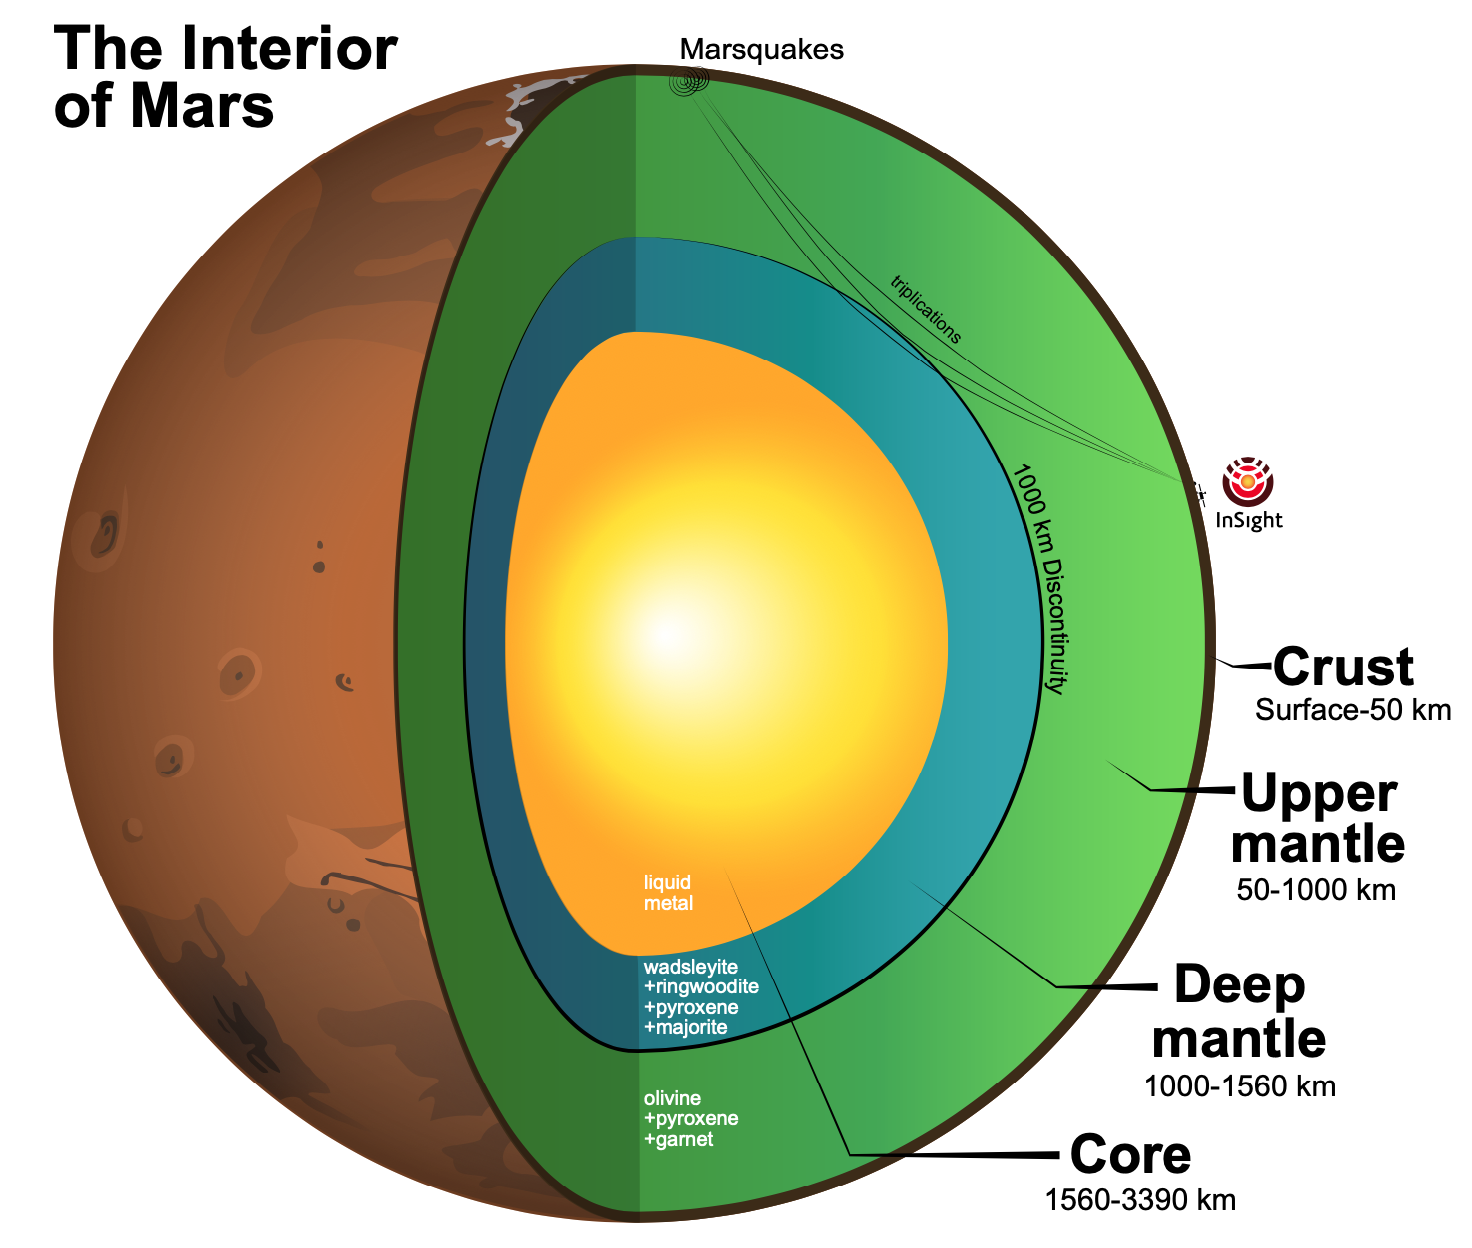 The Interior
of Mars
Marsquakes
triplications
InSıght
1000 km Discontinuity
Crust
Surface-50 km
Upper
mantle
50-1000 km
liquid
metal
wadsleyite
+ringwoodite
+pyroxene
+majorite
Deep
mantle
1000-1560 km
olivine
+pyroxene
+garnet
Core
1560-3390 km